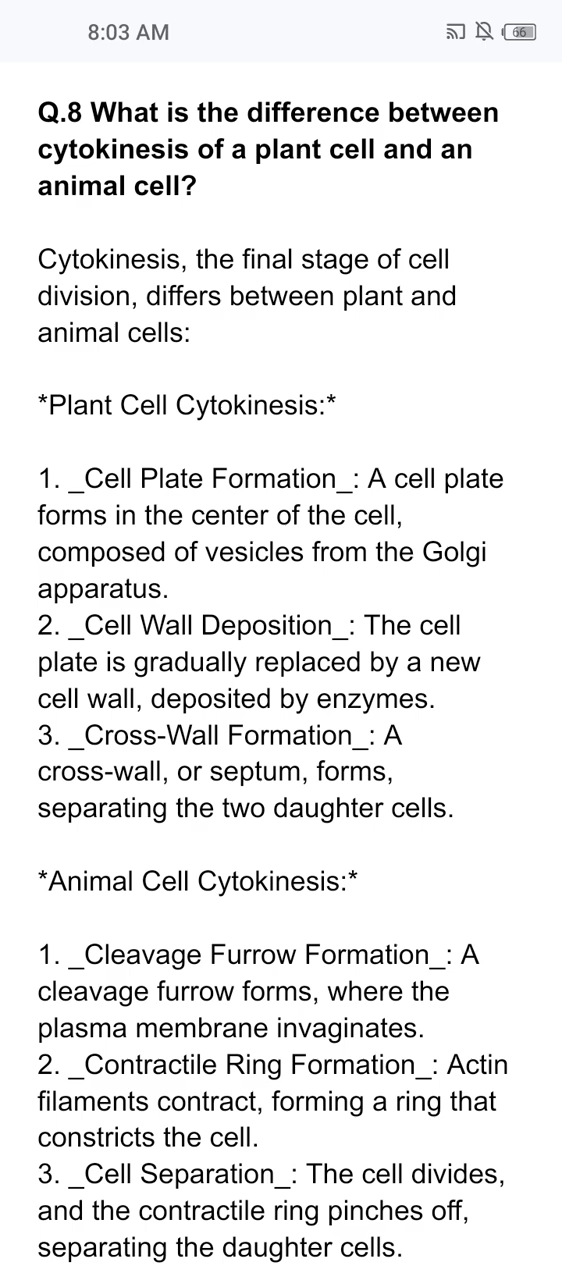 8:03 AM
66
Q.8 What is the difference between
cytokinesis of a plant cell and an
animal cell?
Cytokinesis, the final stage of cell
division, differs between plant and
animal cells:
*Plant Cell Cytokinesis:*
1. _Cell Plate Formation_: A cell plate
forms in the center of the cell,
composed of vesicles from the Golgi
apparatus.
2. _Cell Wall Deposition_: The cell
plate is gradually replaced by a new
cell wall, deposited by enzymes.
3. _Cross-Wall Formation_: A
cross-wall, or septum, forms,
separating the two daughter cells.
*Animal Cell Cytokinesis:*
1. _Cleavage Furrow Formation_: A
cleavage furrow forms, where the
plasma membrane invaginates.
2. _Contractile Ring Formation_: Actin
filaments contract, forming a ring that
constricts the cell.
3. _Cell Separation_: The cell divides,
and the contractile ring pinches off,
separating the daughter cells.